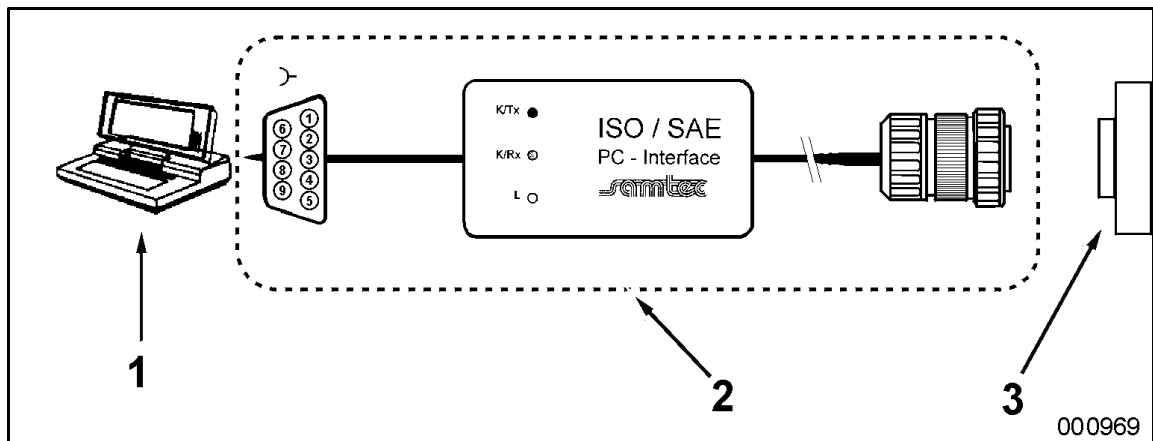 K/Tx
K/Rx
L
ISO / SAE
PC - Interface
samtec
6
7
8
9
1
2
3
4
5
1
2
3
000969